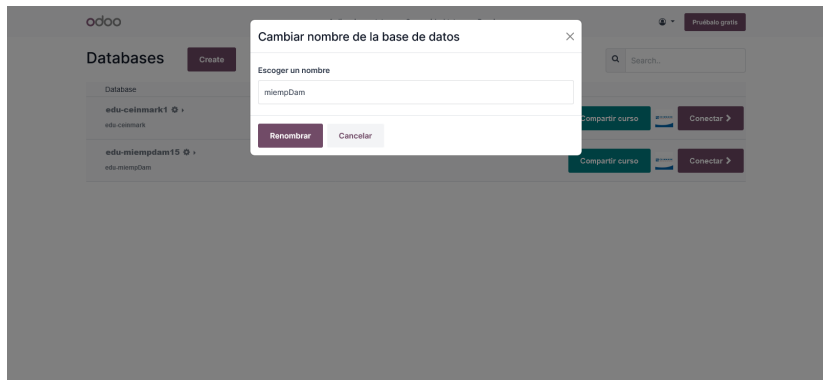 odoo
Pruébalo gratis
Databases
Create
Search...
Database
edu-ceinmark1
edu-ceinmark
Compartir curso
Conectar
edu-miempdam15
edu-miempDam
Compartir curso
Conectar
Cambiar nombre de la base de datos
Escoger un nombre
miempDam
Renombrar
Cancelar